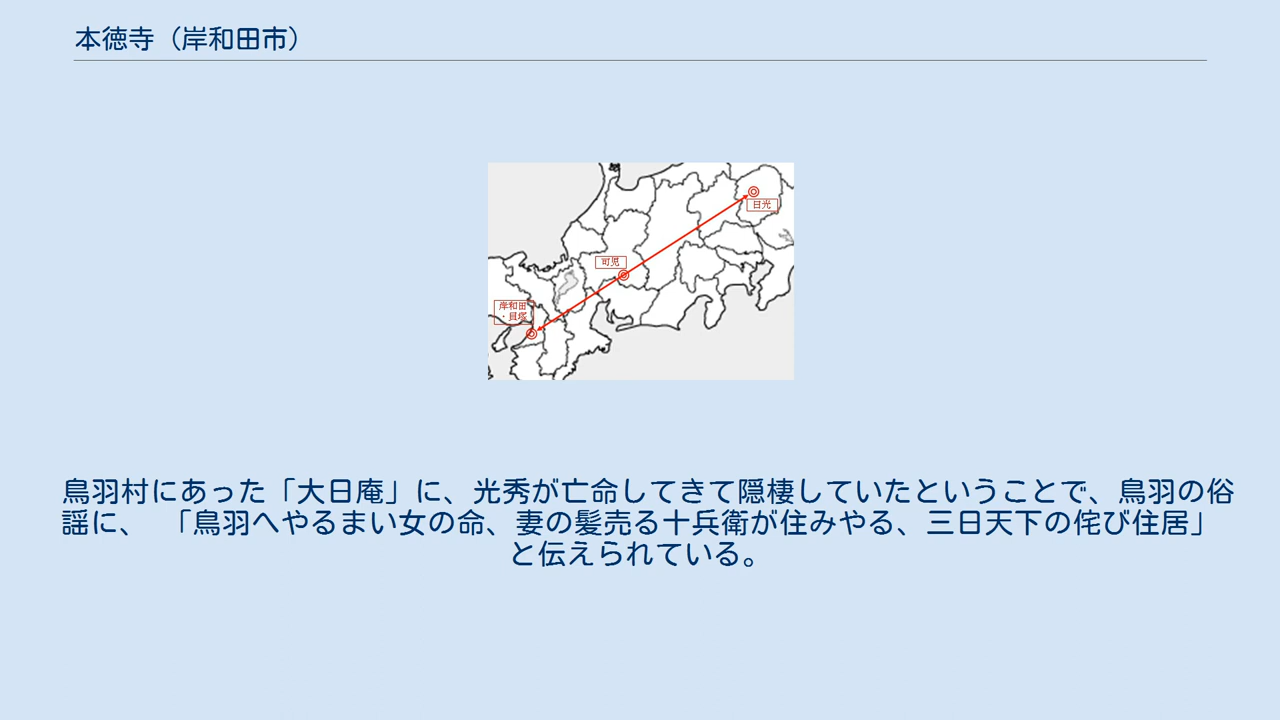 本徳寺（岸和田市）
日光
可児
岸和田
・貝塚
鳥羽村にあった「大日庵」に、光秀が亡命してきて隠棲していたということで、鳥羽の俗
謡に、　「鳥羽へやるまい女の命、妻の髪売る十兵衛が住みやる、三日天下の侘び住居」
と伝えられている。